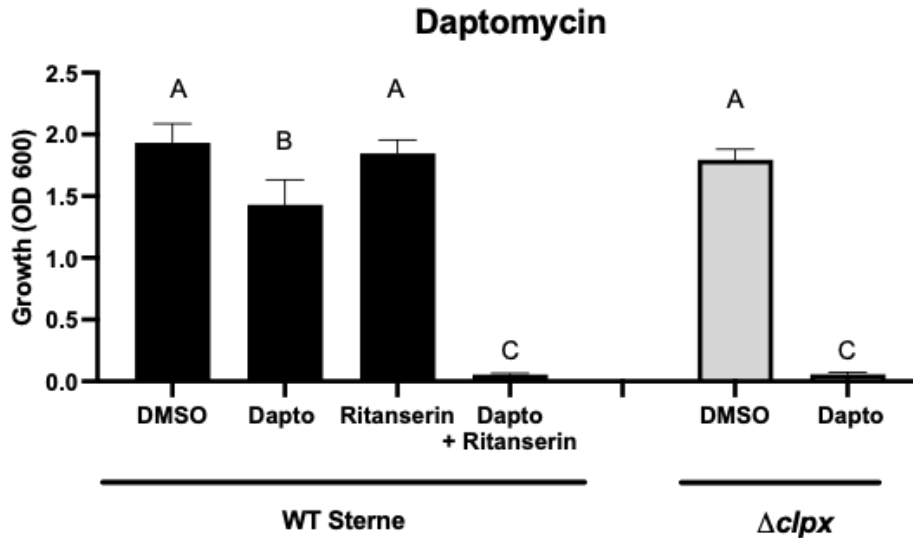 Daptomycin
Growth (OD 600)
2.5
2.0
1.5
1.0
0.5
0.0
A
B
A
C
A
C
DMSO
Dapto
Ritanserin
Dapto
+ Ritanserin
DMSO
Dapto
WT Sterne
Δclpx